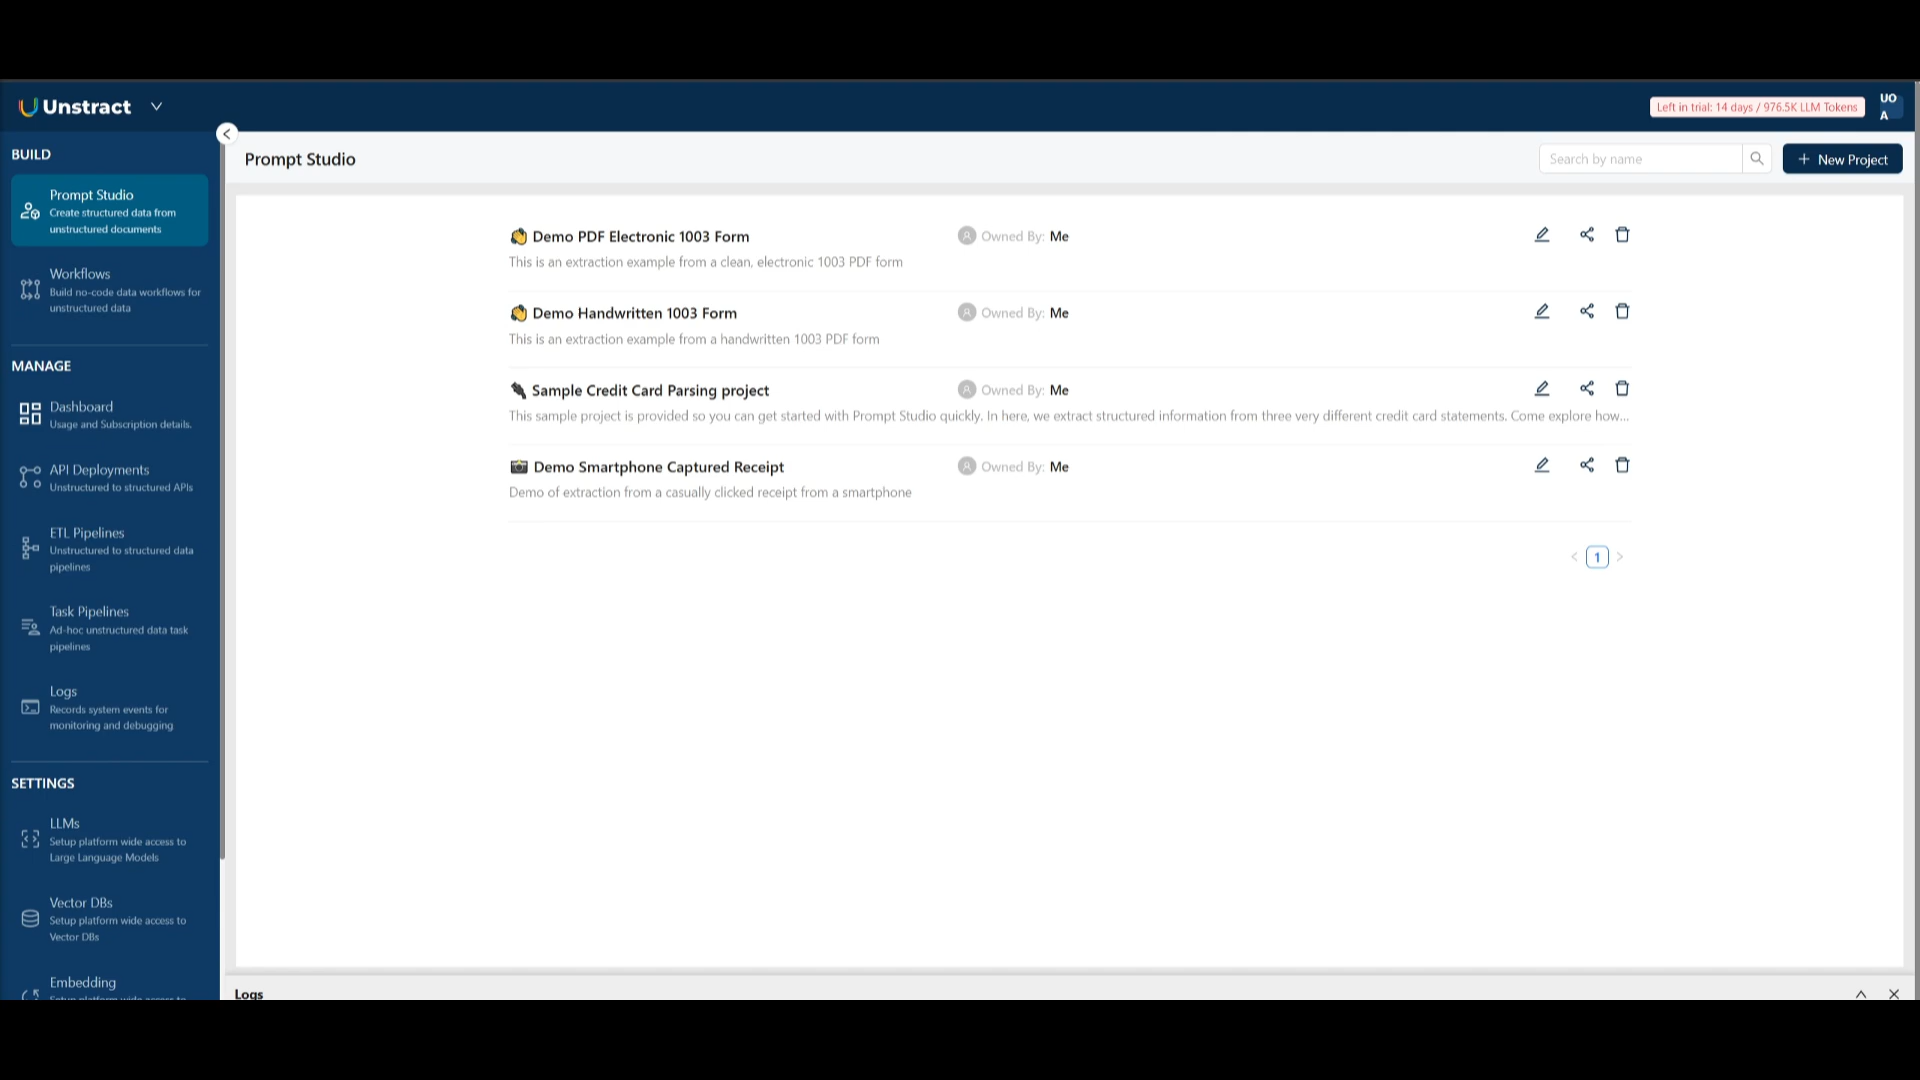 Unstract
Left in trial: 14 days / 976.5K LLM Tokens
UO
A
BUILD
Prompt Studio
Create structured data from
unstructured documents
Workflows
Build no-code data workflows for
unstructured data
MANAGE
Dashboard
Usage and Subscription details.
API Deployments
Unstructured to structured APIs
ETL Pipelines
Unstructured to structured data
pipelines
Task Pipelines
Ad-hoc unstructured data task
pipelines
Logs
Records system events for
monitoring and debugging
SETTINGS
LLMs
Setup platform wide access to
Large Language Models
Vector DBs
Setup platform wide access to
Vector DBs
Embedding
Setup platform wide access to
Prompt Studio
Search by name
New Project
Demo PDF Electronic 1003 Form
Owned By: Me
This is an extraction example from a clean, electronic 1003 PDF form
Demo Handwritten 1003 Form
Owned By: Me
This is an extraction example from a handwritten 1003 PDF form
Sample Credit Card Parsing project
Owned By: Me
This sample project is provided so you can get started with Prompt Studio quickly. In here, we extract structured information from three very different credit card statements. Come explore how...
Demo Smartphone Captured Receipt
Owned By: Me
Demo of extraction from a casually clicked receipt from a smartphone
1
Logs